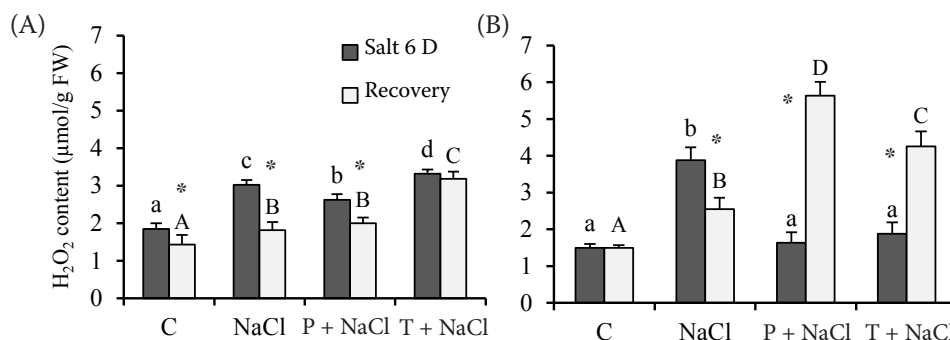 (A)
H₂O₂ content (µmol/g FW)
7
6
5
4
3
2
1
0
Salt 6 D
Recovery
a * A
c * B
b * B
d C
C NaCl P + NaCl T + NaCl
(B)
7
6
5
4
3
2
1
0
a A
b * B
a * D
a * C
C NaCl P + NaCl T + NaCl